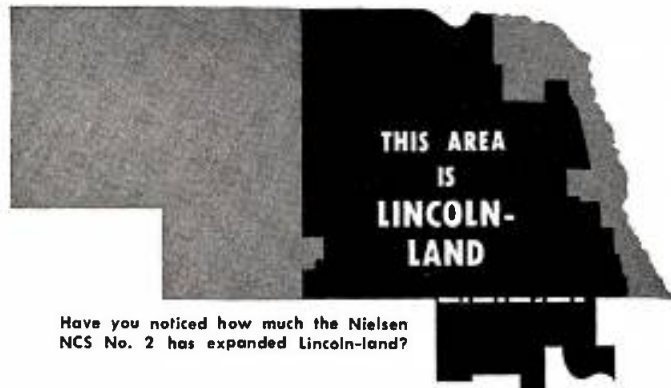 THIS AREA
IS
LINCOLN-
LAND
Have you noticed how much the Nielsen
NCS No. 2 has expanded Lincoln-land?